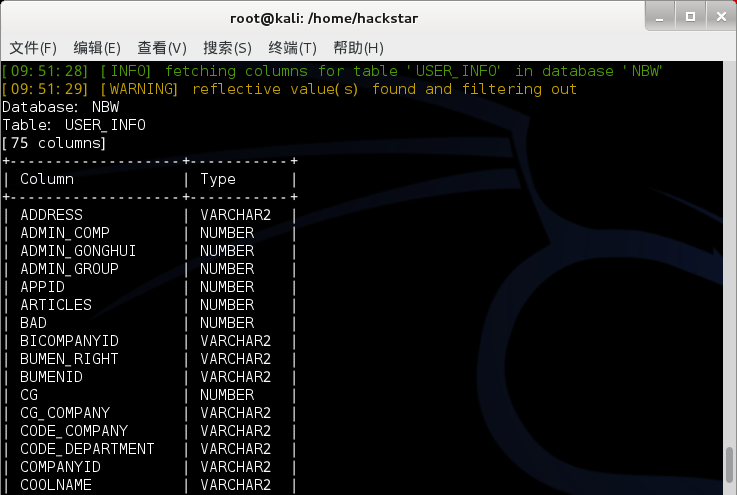 root@kali: /home/hackstar
文件(F) 编辑(E) 查看(V) 搜索(S) 终端(T) 帮助(H)
[09:51:28] [INFO] fetching columns for table 'USER_INFO' in database 'NBW'
[09:51:29] [WARNING] reflective value(s) found and filtering out
Database: NBW
Table: USER_INFO
[75 columns]
+-------------------+-----------+
| Column | Type |
+-------------------+-----------+
| ADDRESS | VARCHAR2 |
| ADMIN_COMP | NUMBER |
| ADMIN_GONGHUI | NUMBER |
| ADMIN_GROUP | NUMBER |
| APPID | NUMBER |
| ARTICLES | NUMBER |
| BAD | NUMBER |
| BICOMPANYID | VARCHAR2 |
| BUMEN_RIGHT | VARCHAR2 |
| BUMENID | VARCHAR2 |
| CG | NUMBER |
| CG_COMPANY | VARCHAR2 |
| CODE_COMPANY | VARCHAR2 |
| CODE_DEPARTMENT | VARCHAR2 |
| COMPANYID | VARCHAR2 |
| COOLNAME | VARCHAR2 |